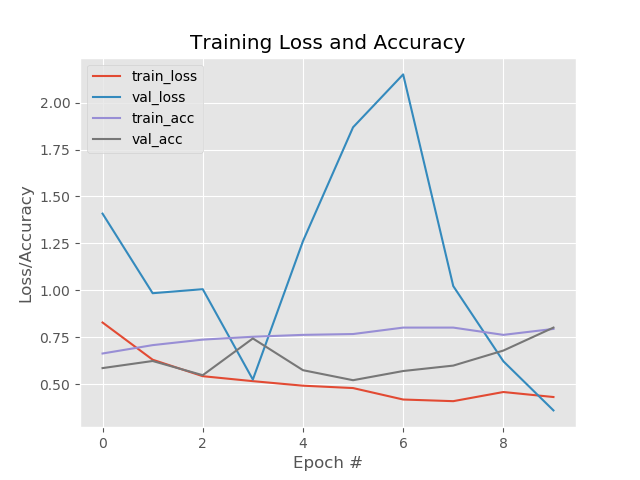 Training Loss and Accuracy
train_loss
val_loss
train_acc
val_acc
2.00
1.75
1.50
1.25
1.00
0.75
0.50
Loss/Accuracy
0 2 4 6 8
Epoch #